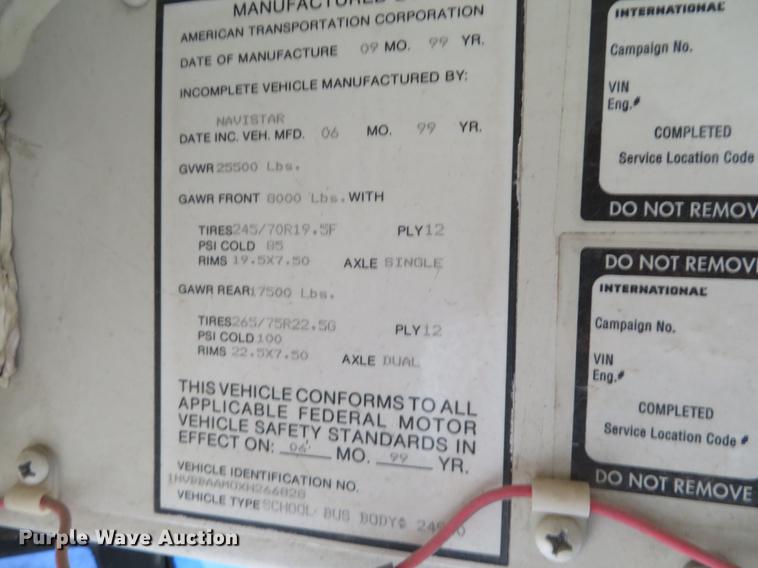 MANUFACTURED
AMERICAN TRANSPORTATION CORPORATION
DATE OF MANUFACTURE 09 MO. 99 YR.
INCOMPLETE VEHICLE MANUFACTURED BY:
NAVISTAR
DATE INC. VEH. MFD. 06 MO. 99 YR.
GVWR 25500 Lbs.
GAWR FRONT 8000 Lbs. WITH
TIRES 245/70R19.5F PLY 12
PSI COLD 85
RIMS 19.5X7.50 AXLE SINGLE
GAWR REAR 17500 Lbs.
TIRES 265/75R22.5G PLY 12
PSI COLD 100
RIMS 22.5X7.50 AXLE DUAL
THIS VEHICLE CONFORMS TO ALL
APPLICABLE FEDERAL MOTOR
VEHICLE SAFETY STANDARDS IN
EFFECT ON: 06 MO. 99 YR.
VEHICLE IDENTIFICATION NO.
VEHICLE TYPE SCHOOL BUS BODY#
INTERNATIONAL
Campaign No.
VIN
Eng.#
COMPLETED
Service Location Code
DO NOT REMOV
DO NOT REMOVE
INTERNATIONAL
Campaign No.
VIN
Eng.#
COMPLETED
Service Location Code #
DO NOT REMOVE
Purple Wave Auction